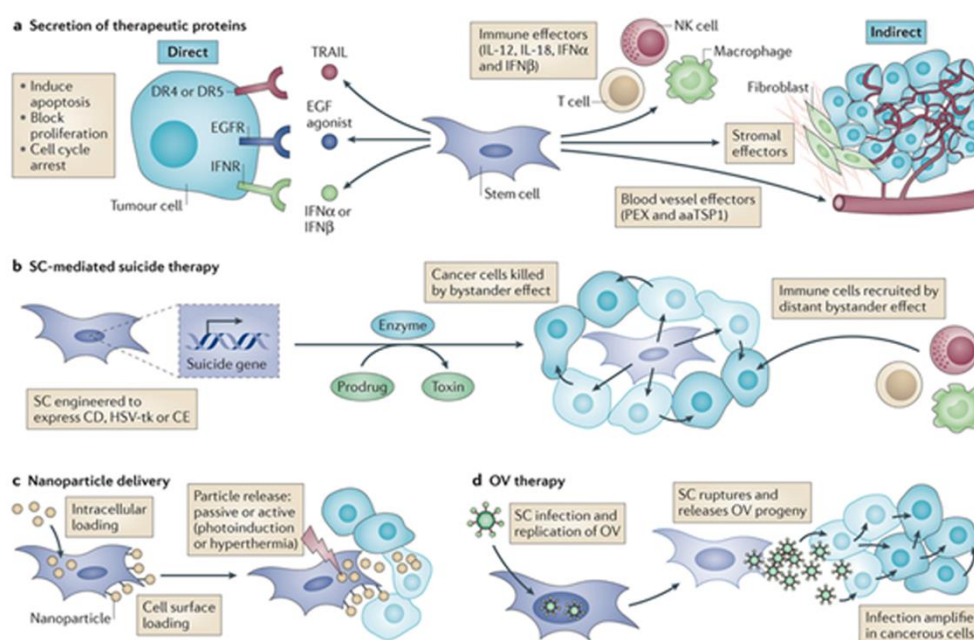 a Secretion of therapeutic proteins
Direct
• Induce
apoptosis
• Block
proliferation
• Cell cycle
arrest
DR4 or DR5
EGFR
IFNR
Tumour cell
TRAIL
EGF
agonist
IFNα or
IFNβ
Stem cell
Immune effectors
(IL-12, IL-18, IFNα
and IFNβ)
NK cell
Macrophage
T cell
Indirect
Fibroblast
Stromal
effectors
Blood vessel effectors
(PEX and aaTSP1)
b SC-mediated suicide therapy
Suicide gene
SC engineered to
express CD, HSV-tk or CE
Enzyme
Prodrug
Toxin
Cancer cells killed
by bystander effect
Immune cells recruited by
distant bystander effect
c Nanoparticle delivery
Intracellular
loading
Nanoparticle
Cell surface
loading
Particle release:
passive or active
(photoinduction
or hyperthermia)
d OV therapy
SC infection and
replication of OV
SC ruptures and
releases OV progeny
Infection amplifie
in cancerous cells